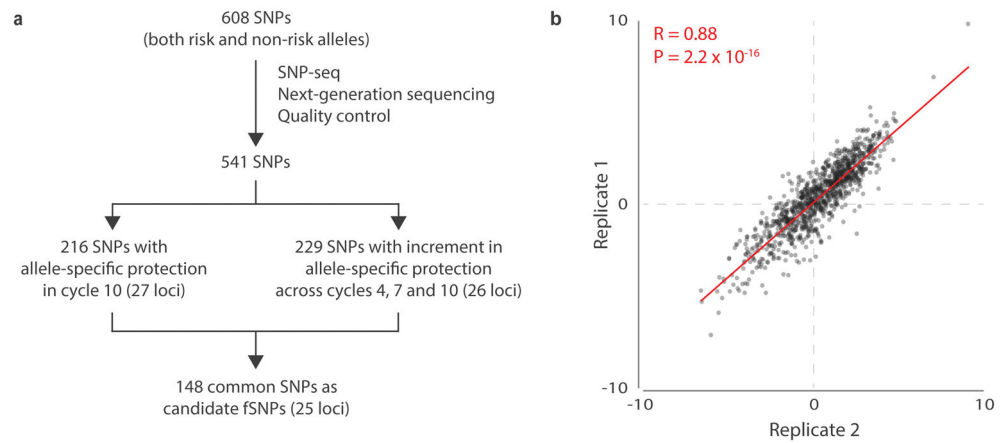 a
608 SNPs
(both risk and non-risk alleles)
SNP-seq
Next-generation sequencing
Quality control
541 SNPs
216 SNPs with
allele-specific protection
in cycle 10 (27 loci)
229 SNPs with increment in
allele-specific protection
across cycles 4, 7 and 10 (26 loci)
148 common SNPs as
candidate fSNPs (25 loci)
b
R = 0.88
P = 2.2 x 10⁻¹⁶
10
0
-10
Replicate 1
-10
0
10
Replicate 2